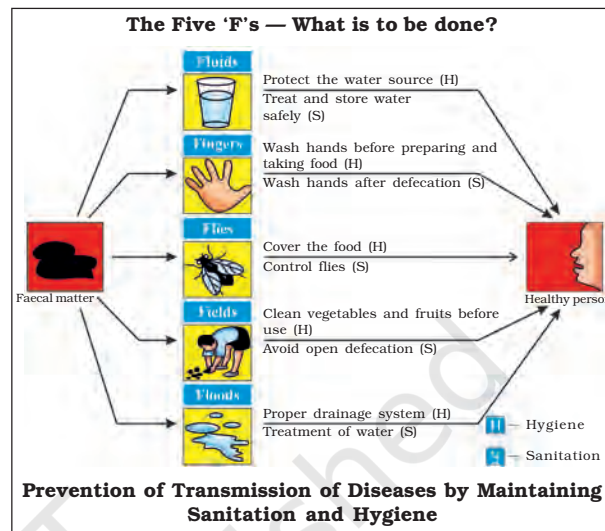 The Five 'F's — What is to be done?
Fluids
Protect the water source (H)
Treat and store water
safely (S)
Fingers
Wash hands before preparing and
taking food (H)
Wash hands after defecation (S)
Faecal matter
Flies
Cover the food (H)
Control flies (S)
Healthy perso
Fields
Clean vegetables and fruits before
use (H)
Avoid open defecation (S)
Floods
Proper drainage system (H)
Treatment of water (S)
H — Hygiene
S — Sanitation
Prevention of Transmission of Diseases by Maintaining
Sanitation and Hygiene